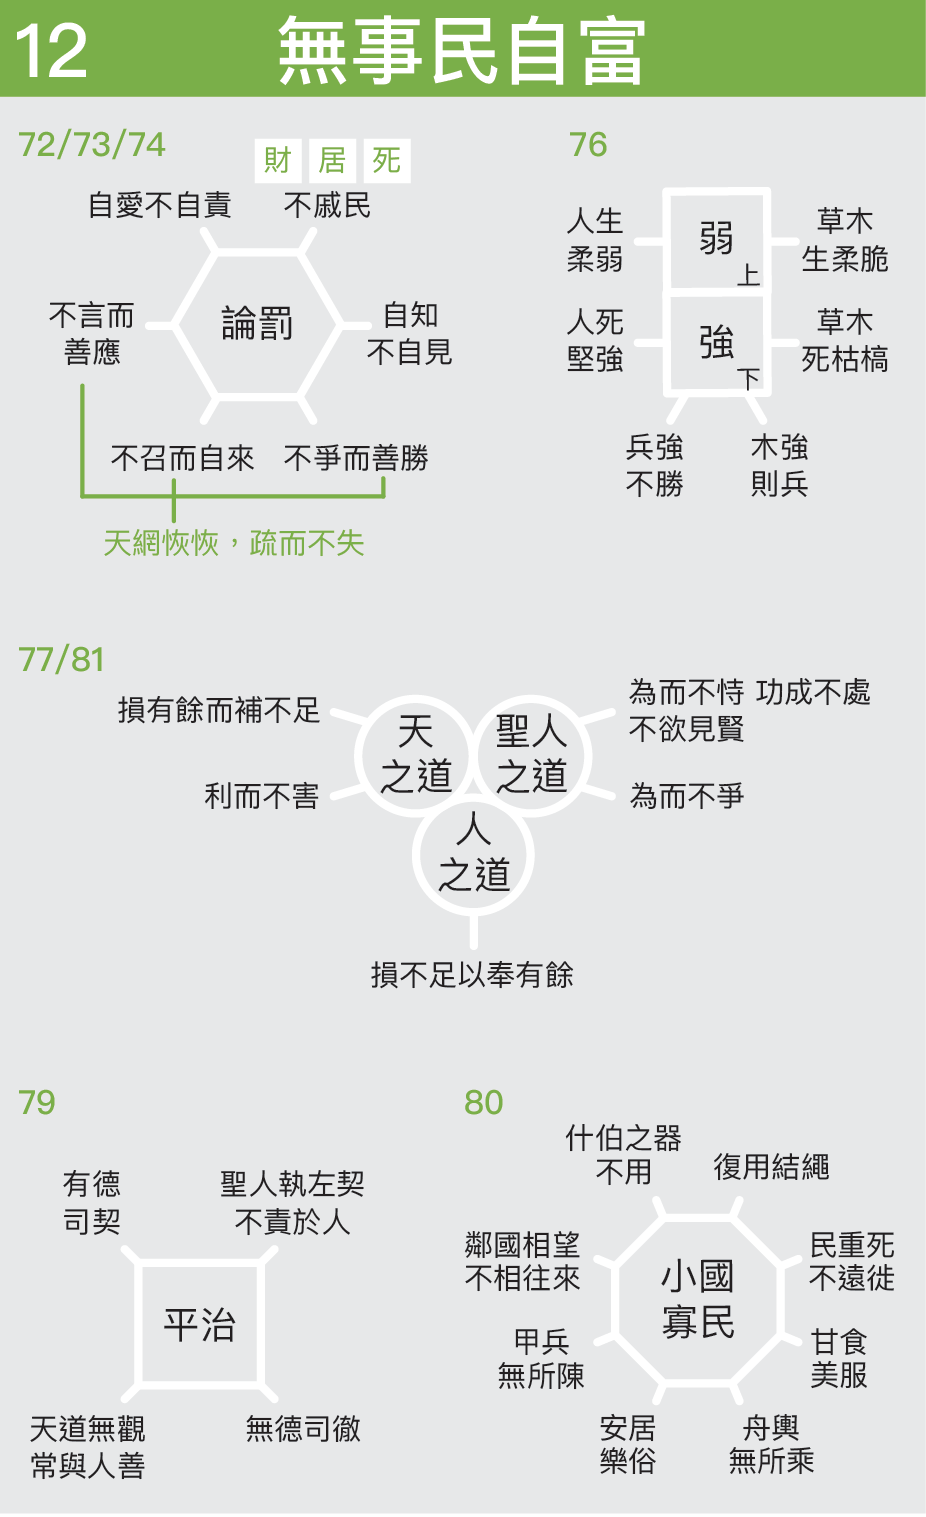 12 無事民自富
72/73/74
財 居 死
自愛不自責
不戚民
不言而
善應
論罰
自知
不自見
不召而自來
不爭而善勝
天網恢恢，疏而不失
76
人生
柔弱
弱
上
草木
生柔脆
人死
堅強
強
下
草木
死枯槁
兵強
不勝
木強
則兵
77/81
損有餘而補不足
利而不害
天
之道
聖人
之道
為而不恃 功成不處
不欲見賢
為而不爭
人
之道
損不足以奉有餘
79
有德
司契
聖人執左契
不責於人
平治
天道無觀
常與人善
無德司徹
80
什伯之器
不用
復用結繩
鄰國相望
不相往來
小國
寡民
民重死
不遠徙
甲兵
無所陳
甘食
美服
安居
樂俗
舟輿
無所乘